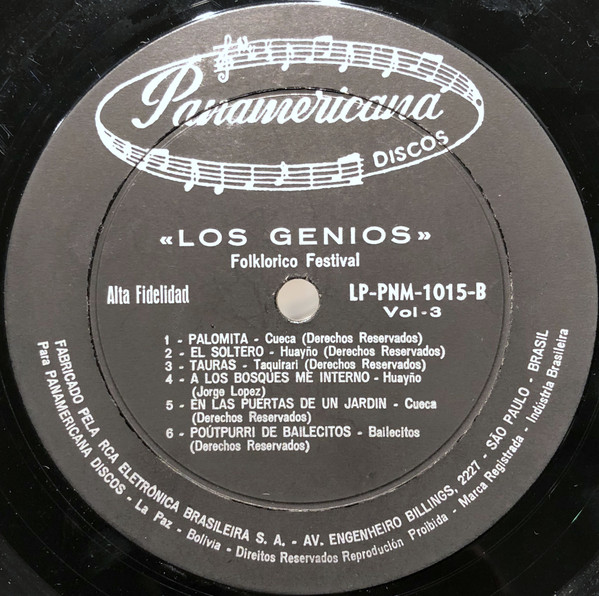 Panamericana
DISCOS
«LOS GENIOS»
Folklorico Festival
Alta Fidelidad
LP-PNM-1015-B
Vol-3
1 - PALOMITA - Cueca (Derechos Reservados)
2 - EL SOLTERO - Huayño (Derechos Reservados)
3 - TAURAS - Taquirari (Derechos Reservados)
4 - A LOS BOSQUES ME INTERNO - Huayño
(Jorge Lopez)
5 - EN LAS PUERTAS DE UN JARDIN - Cueca
(Derechos Reservados)
6 - POÚTPURRI DE BAILECITOS - Bailecitos
(Derechos Reservados)
FABRICADO PELA RCA ELETRÔNICA BRASILEIRA S. A. - AV. ENGENHEIRO BILLINGS, 2227 - SÃO PAULO - BRASIL
Para PANAMERICANA DISCOS - La Paz - Bolivia - Direitos Reservados Reproductión Proibida - Marca Registrada - Indústria Brasileira